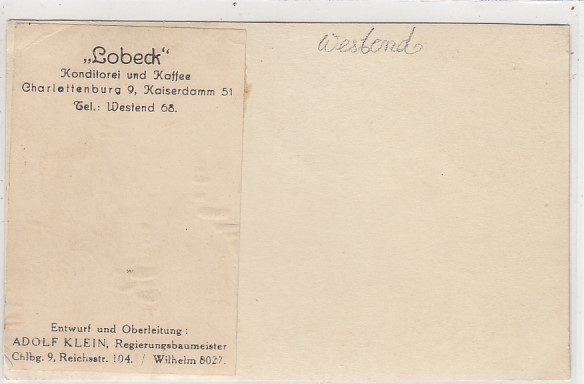 „Lobeck“
Konditorei und Kaffee
Charlottenburg 9, Kaiserdamm 51
Tel.: Westend 68.
Westend
Entwurf und Oberleitung:
ADOLF KLEIN, Regierungsbaumeister
Chlbg. 9, Reichsstr. 104. / Wilhelm 8027.